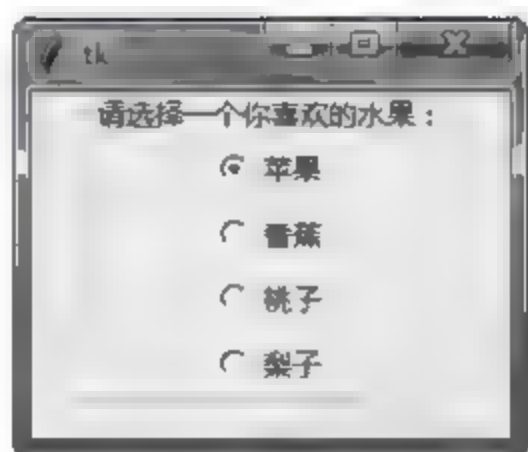 tk
请选择一个你喜欢的水果：
苹果
香蕉
桃子
梨子